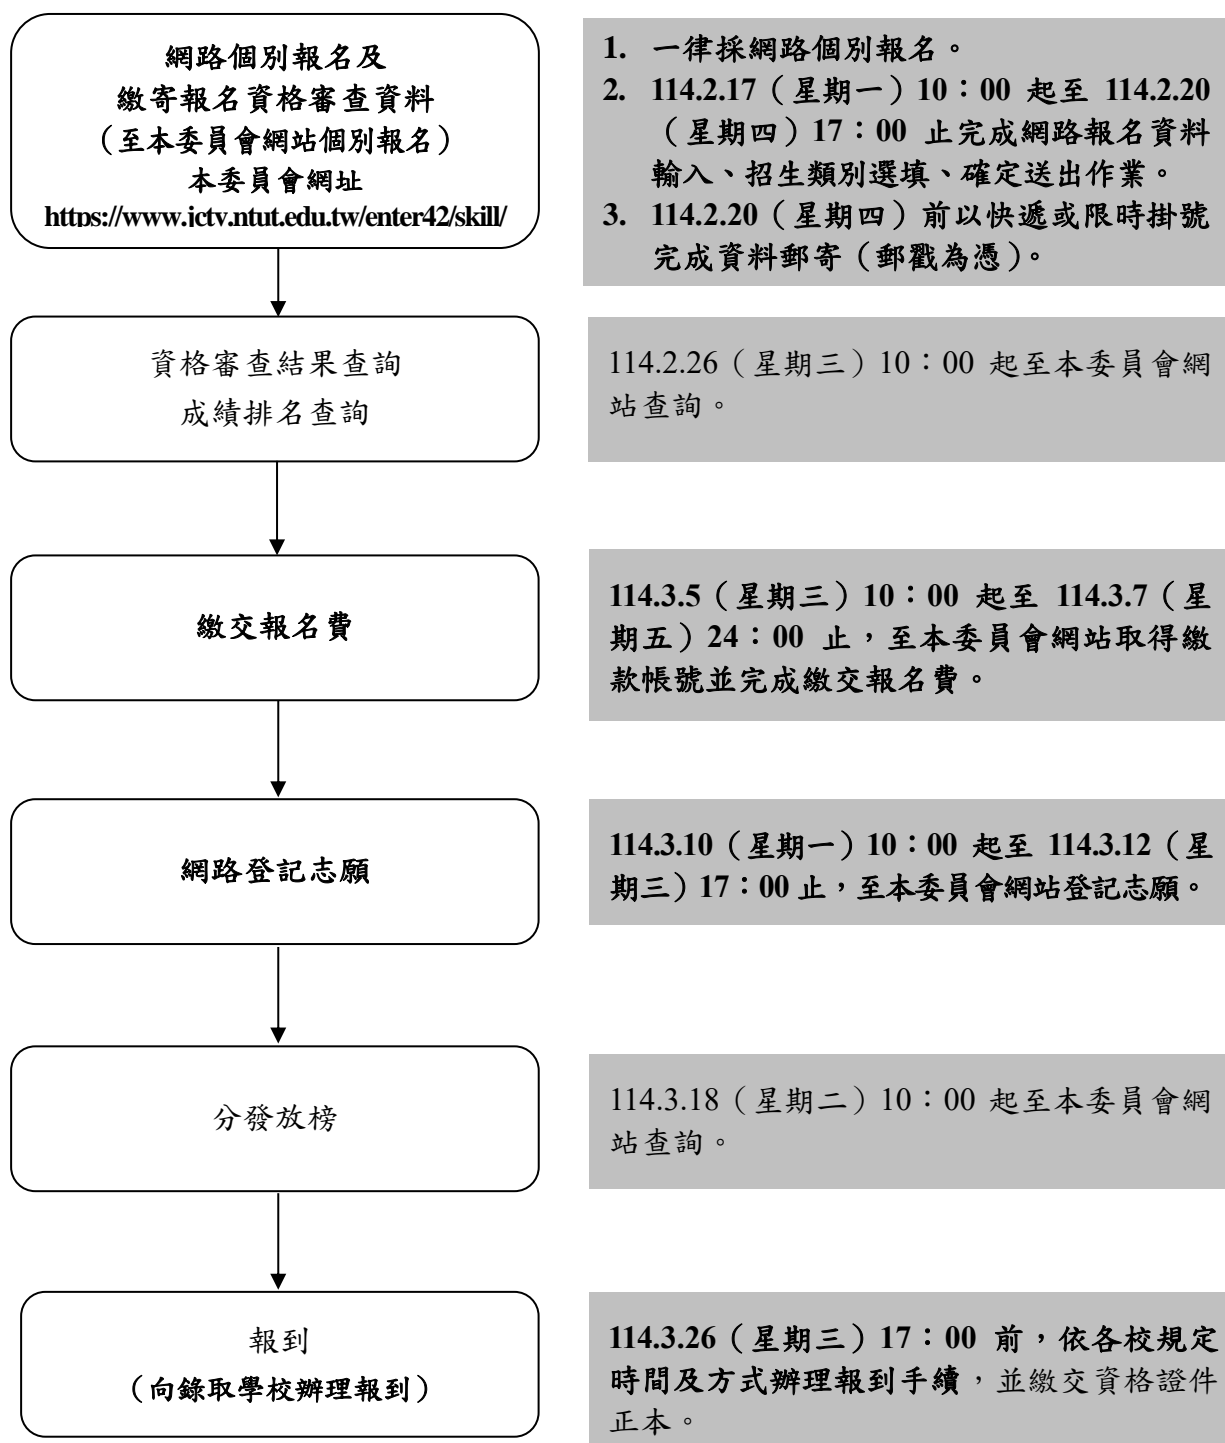 網路個別報名及
繳寄報名資格審查資料
（至本委員會網站個別報名）
本委員會網址
https://www.jctv.ntut.edu.tw/enter42/skill/
1. 一律採網路個別報名。
2. 114.2.17（星期一）10：00 起至 114.2.20
（星期四）17：00 止完成網路報名資料
輸入、招生類別選填、確定送出作業。
3. 114.2.20（星期四）前以快遞或限時掛號
完成資料郵寄（郵戳為憑）。
資格審查結果查詢
成績排名查詢
114.2.26（星期三）10：00 起至本委員會網
站查詢。
繳交報名費
114.3.5（星期三）10：00 起至 114.3.7（星
期五）24：00 止，至本委員會網站取得繳
款帳號並完成繳交報名費。
網路登記志願
114.3.10（星期一）10：00 起至 114.3.12（星
期三）17：00 止，至本委員會網站登記志願。
分發放榜
114.3.18（星期二）10：00 起至本委員會網
站查詢。
報到
（向錄取學校辦理報到）
114.3.26（星期三）17：00 前，依各校規定
時間及方式辦理報到手續，並繳交資格證件
正本。